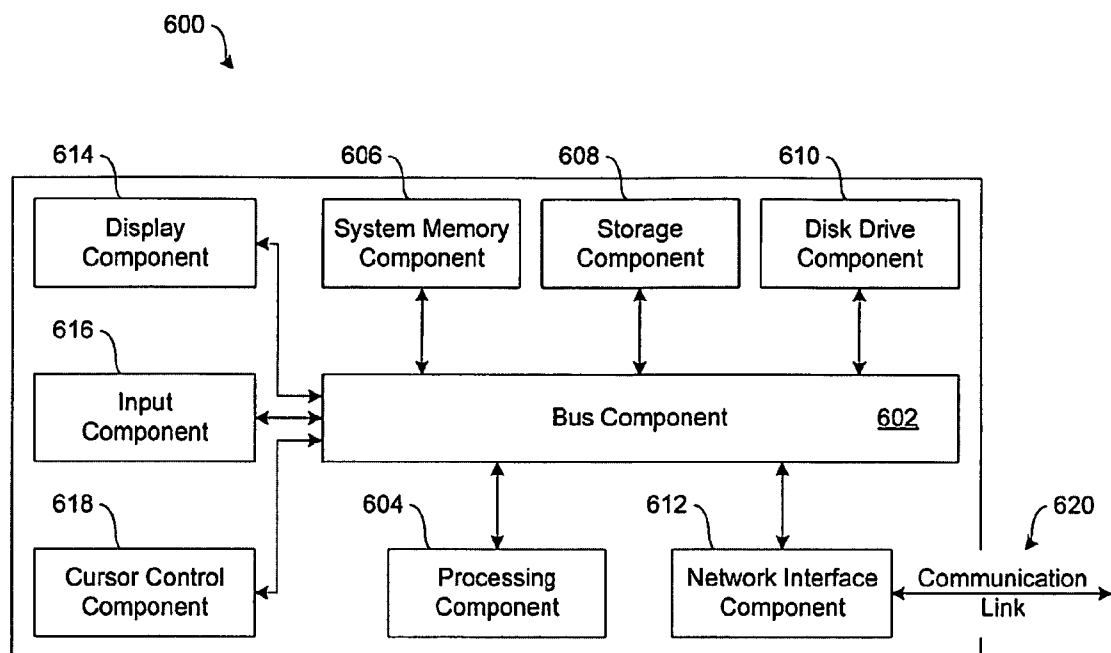 600
614
606
608
610
Display
Component
System Memory
Component
Storage
Component
Disk Drive
Component
616
Input
Component
Bus Component
602
618
604
612
620
Cursor Control
Component
Processing
Component
Network Interface
Component
Communication
Link